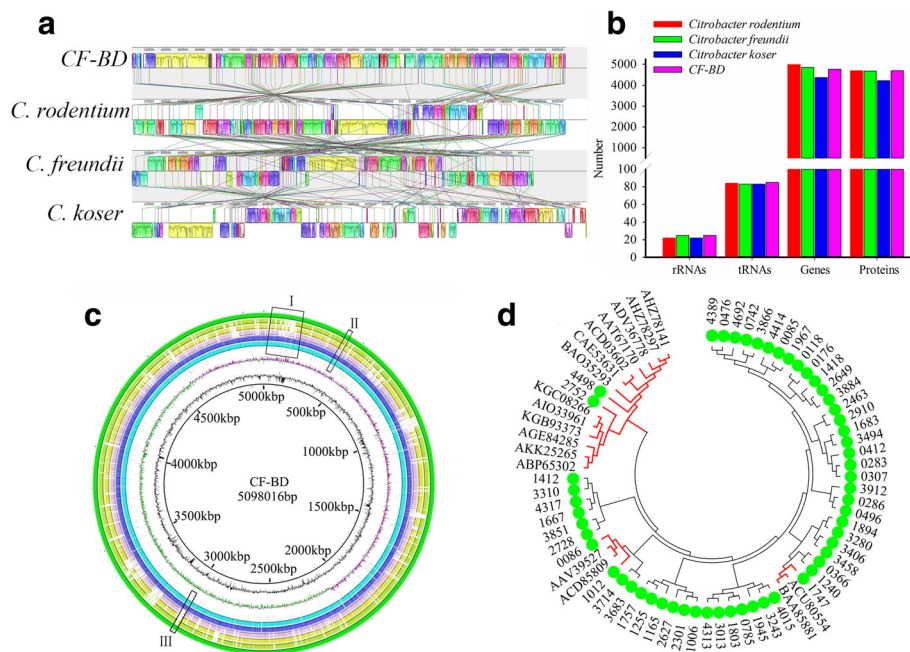 a
CF-BD
C. rodentium
C. freundii
C. koser
b
Citrobacter rodentium
Citrobacter freundii
Citrobacter koser
CF-BD
Number
5000
4000
3000
2000
1000
100
80
60
40
20
0
rRNAs
tRNAs
Genes
Proteins
c
I
II
III
5000kbp
500kbp
1000kbp
1500kbp
2000kbp
2500kbp
3000kbp
3500kbp
4000kbp
4500kbp
CF-BD
5098016bp
d
4389
0476
4692
0742
3866
4414
0085
1967
0118
0176
1418
2649
3884
2463
2910
1683
3494
0412
0283
0307
3912
0286
0496
1894
3280
3406
3458
0366
1240
1747
ACU80554
BAA85881
4015
3243
1945
0785
1803
3013
4313
1006
2301
2627
1165
1255
1757
3683
3714
1012
ACD85809
AAV39527
0086
2728
3851
1667
4317
3310
1412
ABP65302
AKK25265
AGE84285
KGB93373
AIO33961
KGC08266
2752
4498
BAO35293
CAE53631
ACD03602
AAT67170
ADV36778
AHZ78297
AHZ78141